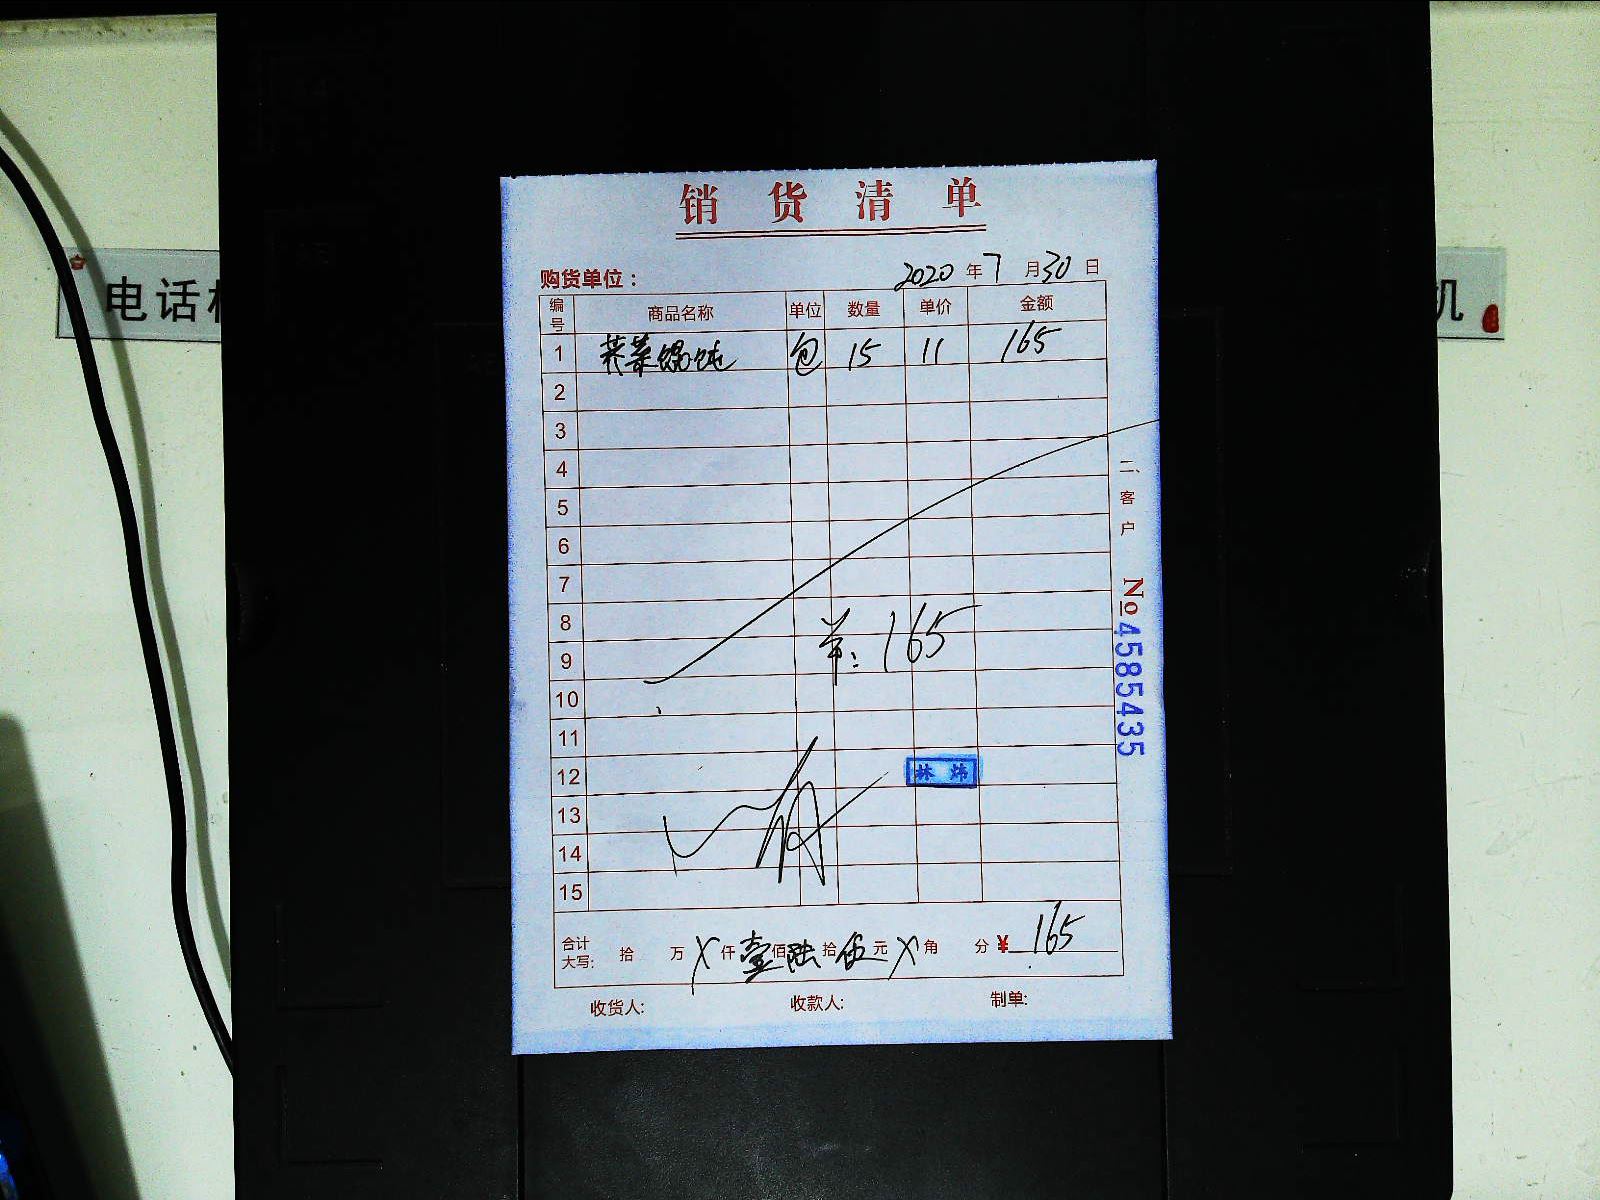 销货清单
购货单位： 2020年7月30日
编号 商品名称 单位 数量 单价 金额
1 荠菜馄饨 包 15 11 165
2
3
4
5
6
7
8
9
10
11
12
13
14
15
单：165
林炜
合计大写： 拾 万 X 仟 壹 佰 陆 拾 伍 元 X 角 分 ¥ 165
收货人： 收款人： 制单：
二、客户
No 4585435
电话机
机